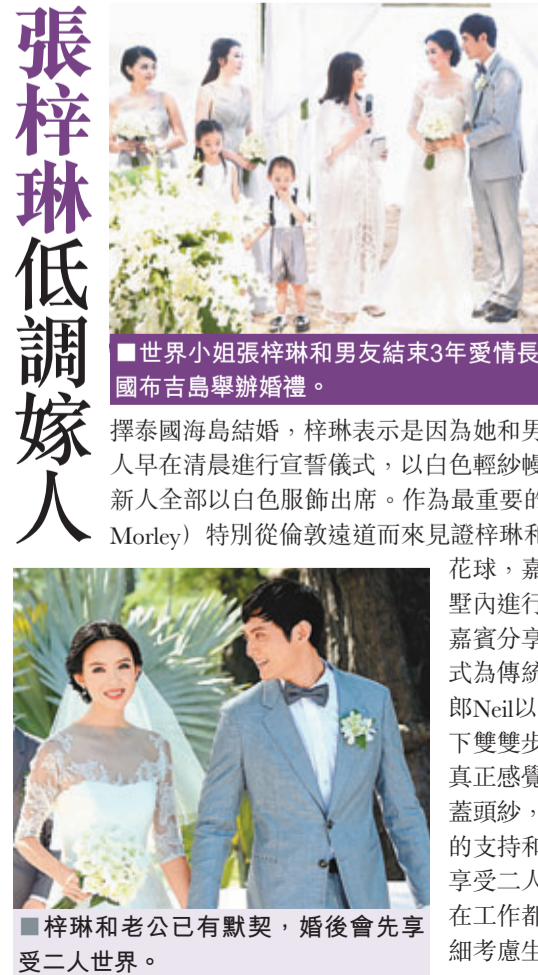 張梓琳低調嫁人
■世界小姐張梓琳和男友結束3年愛情長
國布吉島舉辦婚禮。
擇泰國海島結婚,梓琳表示是因為她和男
人早在清晨進行宣誓儀式,以白色輕紗幔
新人全部以白色服飾出席。作為最重要的
Morley)特別從倫敦遠道而來見證梓琳和
花球,嘉
墅內進行
嘉賓分享
式為傳統
郎Neil以
下雙雙步
真正感覺
蓋頭紗,
的支持和
享受二人
在工作都
細考慮生
■梓琳和老公已有默契,婚後會先享
受二人世界。